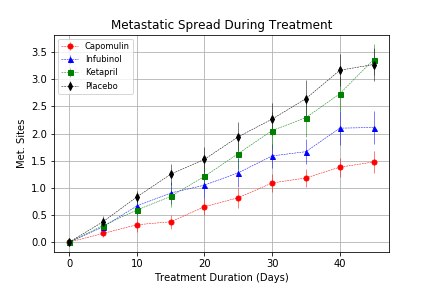 Metastatic Spread During Treatment
Capomulin
Infubinol
Ketapril
Placebo
3.5
3.0
2.5
2.0
1.5
1.0
0.5
0.0
Met. Sites
0 10 20 30 40
Treatment Duration (Days)